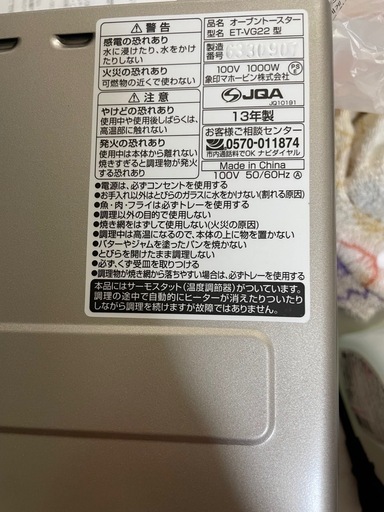 ⚠警告
感電の恐れあり
水に浸けたり、水をかけ
たりしない
火災の恐れあり
可燃物の近くで使わない
⚠注意
やけどの恐れあり
使用中や使用後しばらくは、
高温部に触れない
発火の恐れあり
使用中は本体から離れない
焼きすぎると調理物が発火
する恐れあり
品名 オーブントースター
型名 ET-VG22 型
製造番号 C330907
100V 1000W
PSE
象印マホービン株式会社
JQA
JQ10191
13年製
お客様ご相談センター
0570-011874
市内通話料でOK ナビダイヤル
Made in China
100V 50/60Hz Ⓐ
●電源は、必ずコンセントを使用する
●お手入れ以外はとびらのガラスに水をかけない(割れる原因)
●魚・肉・フライは必ずトレーを使用する
●調理以外の目的で使用しない
●焼き網をはずして使用しない(火災の原因)
●調理中は高温になるので、本体の上に物を置かない
●バターやジャムを塗ったパンを焼かない
●とびらを開けたまま調理しない
●必ず、くず受皿を取りつける
●調理物が焼き網から落ちやすい場合は、必ずトレーを使用する
本品にはサーモスタット(温度調節器)がついています。
調理の途中で自動的にヒーターが消えたりついたりし
ながら調理を続けますが故障ではありません。